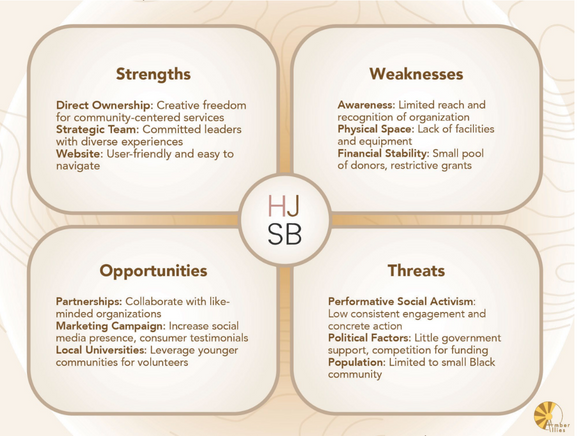 Strengths
Direct Ownership: Creative freedom
for community-centered services
Strategic Team: Committed leaders
with diverse experiences
Website: User-friendly and easy to
navigate
Weaknesses
Awareness: Limited reach and
recognition of organization
Physical Space: Lack of facilities
and equipment
Financial Stability: Small pool
of donors, restrictive grants
HJ
SB
Opportunities
Partnerships: Collaborate with like-
minded organizations
Marketing Campaign: Increase social
media presence, consumer testimonials
Local Universities: Leverage younger
communities for volunteers
Threats
Performative Social Activism:
Low consistent engagement and
concrete action
Political Factors: Little government
support, competition for funding
Population: Limited to small Black
community